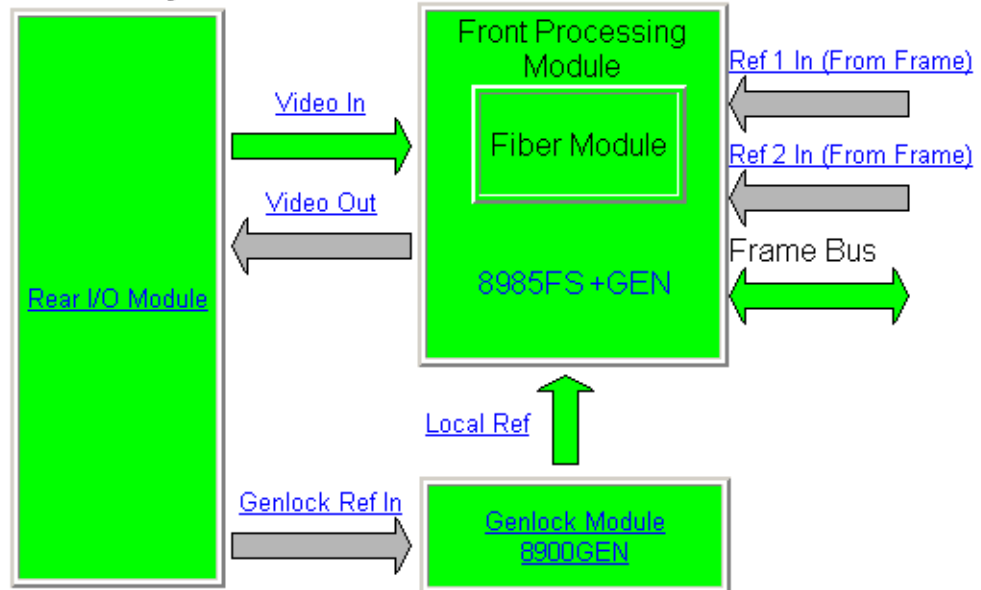 Front Processing
Module
Ref 1 In (From Frame)
Video In
Fiber Module
Ref 2 In (From Frame)
Video Out
Frame Bus
Rear I/O Module
8985FS +GEN
Local Ref
Genlock Ref In
Genlock Module
8900GEN